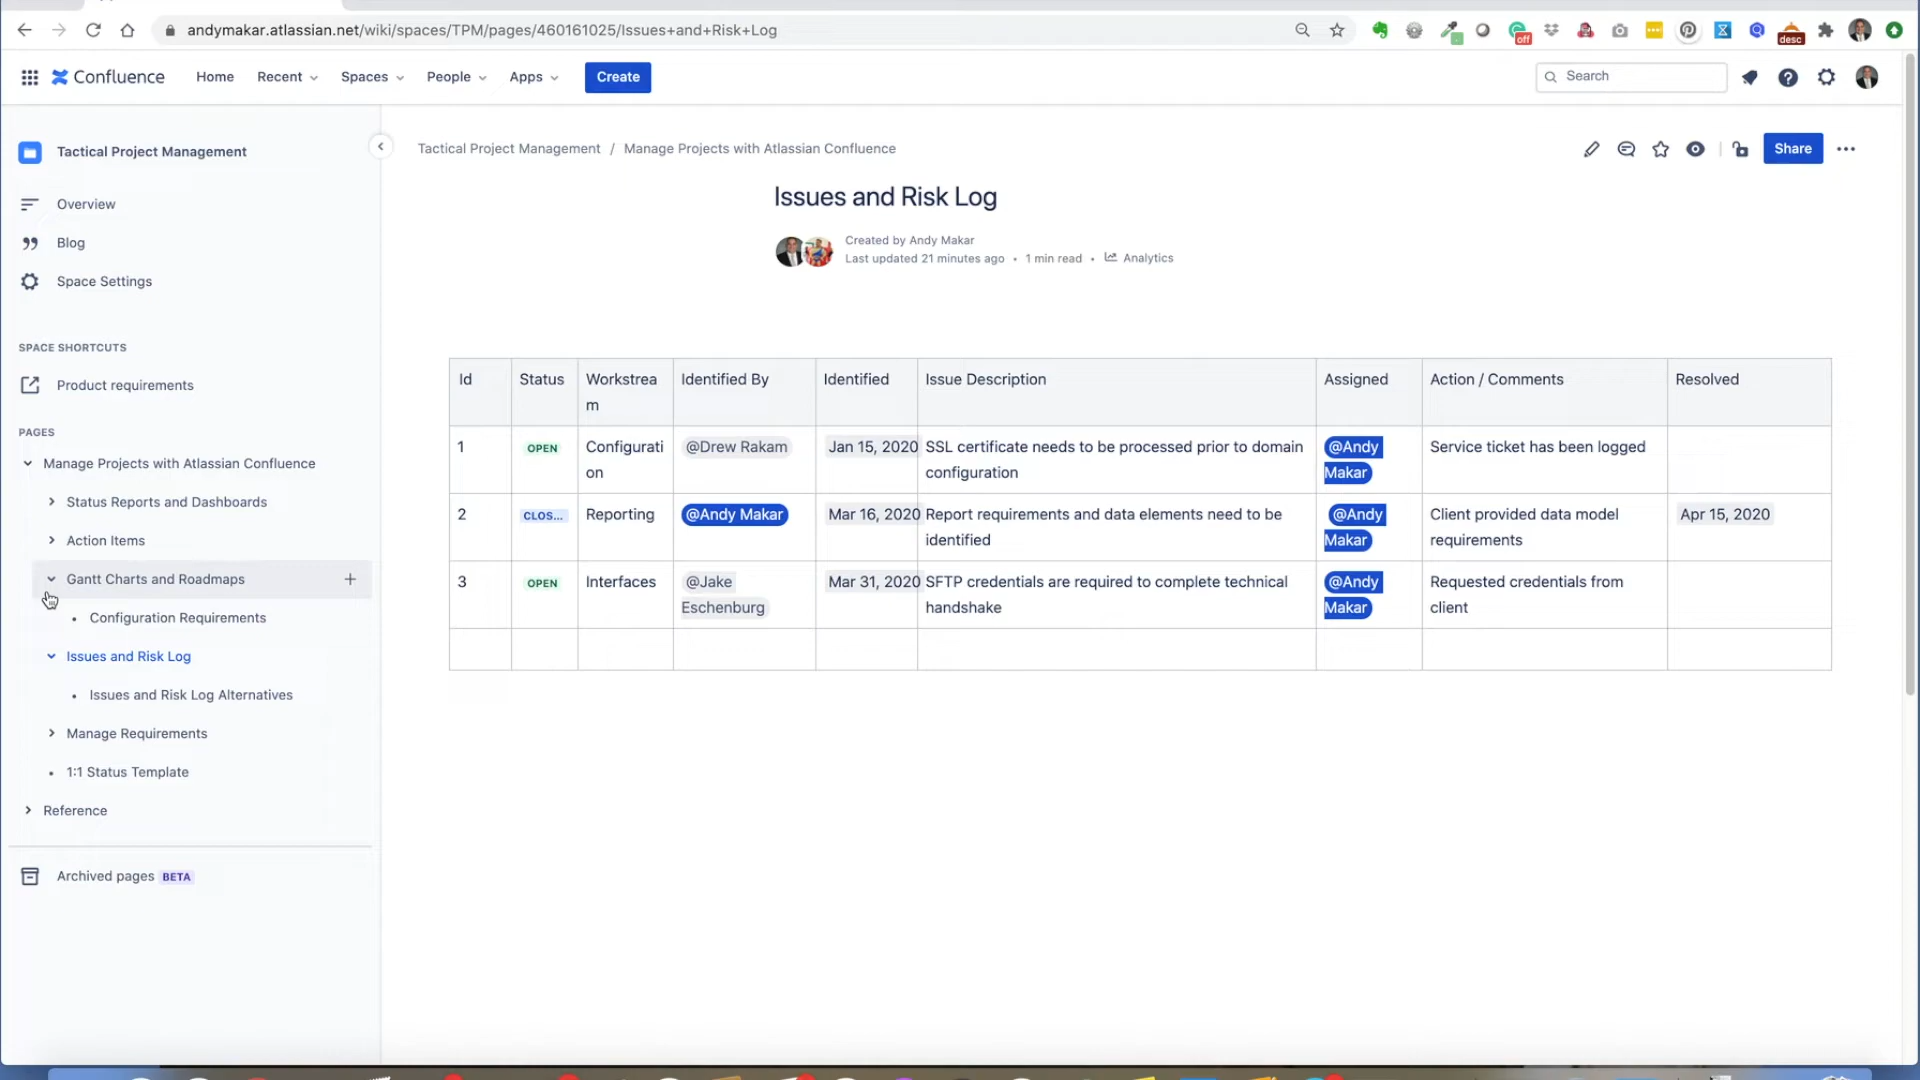 andymakar.atlassian.net/wiki/spaces/TPM/pages/460161025/Issues+and+Risk+Log
off
desc
Confluence
Home
Recent
Spaces
People
Apps
Create
Search
Tactical Project Management
Overview
Blog
Space Settings
SPACE SHORTCUTS
Product requirements
PAGES
Manage Projects with Atlassian Confluence
Status Reports and Dashboards
Action Items
Gantt Charts and Roadmaps
Configuration Requirements
Issues and Risk Log
Issues and Risk Log Alternatives
Manage Requirements
1:1 Status Template
Reference
Archived pages BETA
Tactical Project Management / Manage Projects with Atlassian Confluence
Share
Issues and Risk Log
Created by Andy Makar
Last updated 21 minutes ago • 1 min read • Analytics
Id
Status
Workstrea
m
Identified By
Identified
Issue Description
Assigned
Action / Comments
Resolved
1
OPEN
Configurati
on
@Drew Rakam
Jan 15, 2020
SSL certificate needs to be processed prior to domain
configuration
@Andy
Makar
Service ticket has been logged
2
CLOS...
Reporting
@Andy Makar
Mar 16, 2020
Report requirements and data elements need to be
identified
@Andy
Makar
Client provided data model
requirements
Apr 15, 2020
3
OPEN
Interfaces
@Jake
Eschenburg
Mar 31, 2020
SFTP credentials are required to complete technical
handshake
@Andy
Makar
Requested credentials from
client